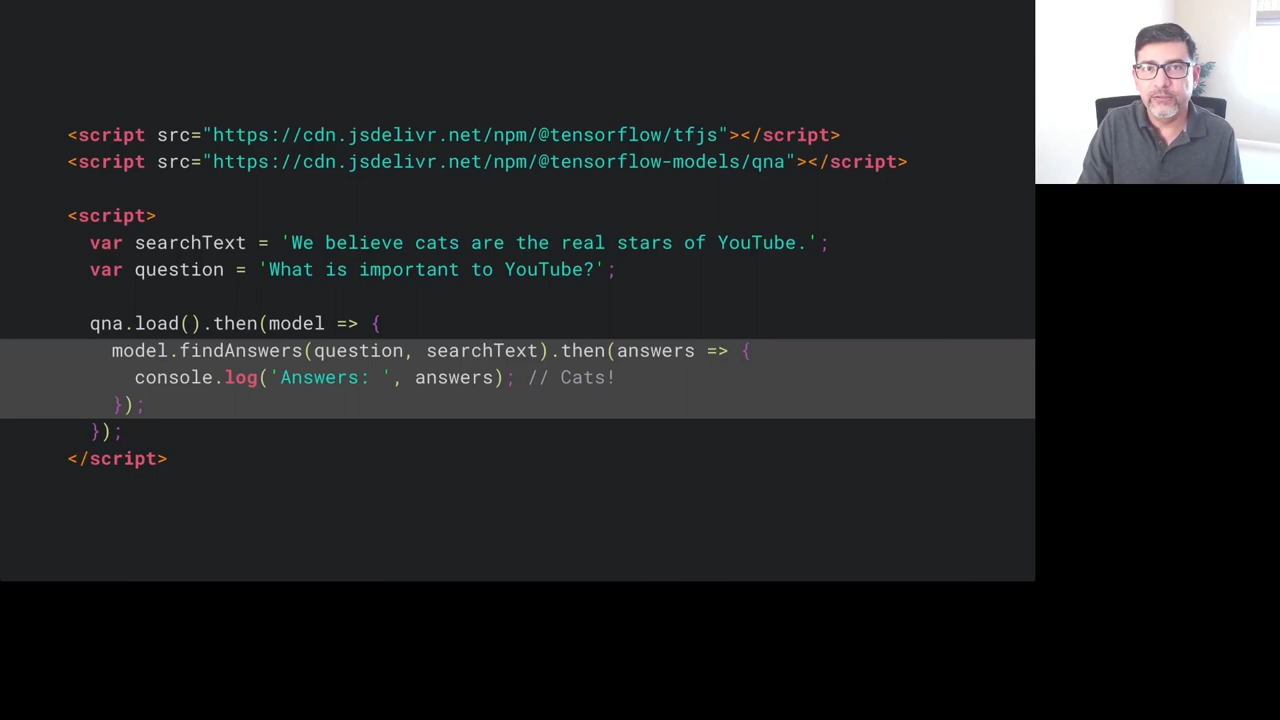 <script src="https://cdn.jsdelivr.net/npm/@tensorflow/tfjs"></script>
<script src="https://cdn.jsdelivr.net/npm/@tensorflow-models/qna"></script>
<script>
var searchText = 'We believe cats are the real stars of YouTube.';
var question = 'What is important to YouTube?';
qna.load().then(model => {
model.findAnswers(question, searchText).then(answers => {
console.log('Answers: ', answers); // Cats!
});
});
</script>